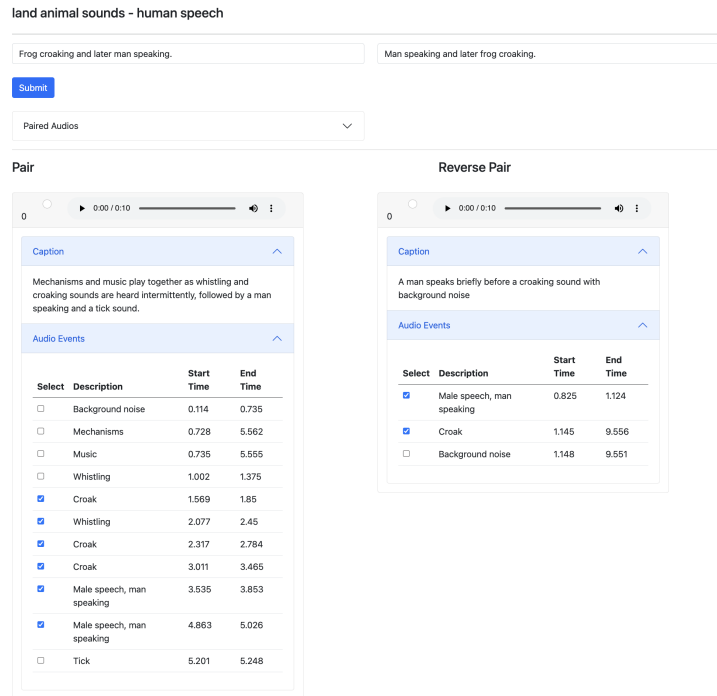 land animal sounds - human speech
Frog croaking and later man speaking.
Man speaking and later frog croaking.
Submit
Paired Audios
Pair
0
0:00 / 0:10
Caption
Mechanisms and music play together as whistling and
croaking sounds are heard intermittently, followed by a man
speaking and a tick sound.
Audio Events
Select Description Start Time End Time
Background noise 0.114 0.735
Mechanisms 0.728 5.562
Music 0.735 5.555
Whistling 1.002 1.375
Croak 1.569 1.85
Whistling 2.077 2.45
Croak 2.317 2.784
Croak 3.011 3.465
Male speech, man speaking 3.535 3.853
Male speech, man speaking 4.863 5.026
Tick 5.201 5.248
Reverse Pair
0
0:00 / 0:10
Caption
A man speaks briefly before a croaking sound with
background noise
Audio Events
Select Description Start Time End Time
Male speech, man speaking 0.825 1.124
Croak 1.145 9.556
Background noise 1.148 9.551